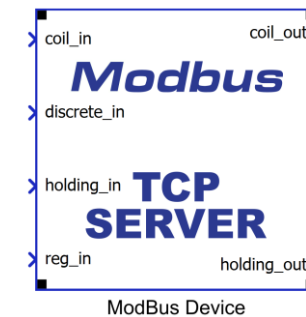 coil_in coil_out
Modbus
discrete_in
holding_in TCP
SERVER
reg_in holding_out
ModBus Device